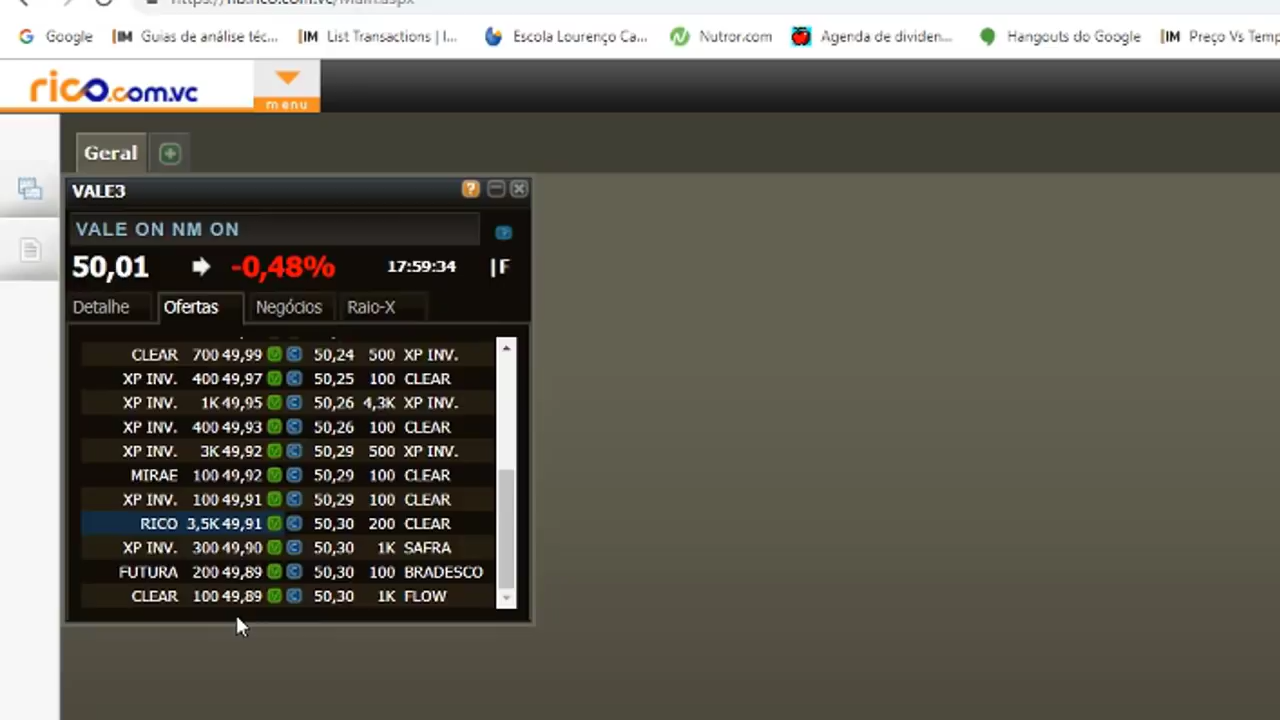 https://hb.rico.com.vc/Main.aspx
Google Guias de análise téc... List Transactions | I... Escola Lourenço Ca... Nutror.com Agenda de dividen... Hangouts do Google Preço Vs Temp
rico.com.vc
menu
Geral
VALE3
VALE ON NM ON
50,01 -0,48% 17:59:34 |F
Detalhe Ofertas Negócios Raio-X
CLEAR 700 49,99 V C 50,24 500 XP INV.
XP INV. 400 49,97 V C 50,25 100 CLEAR
XP INV. 1K 49,95 V C 50,26 4,3K XP INV.
XP INV. 400 49,93 V C 50,26 100 CLEAR
XP INV. 3K 49,92 V C 50,29 500 XP INV.
MIRAE 100 49,92 V C 50,29 100 CLEAR
XP INV. 100 49,91 V C 50,29 100 CLEAR
RICO 3,5K 49,91 V C 50,30 200 CLEAR
XP INV. 300 49,90 V C 50,30 1K SAFRA
FUTURA 200 49,89 V C 50,30 100 BRADESCO
CLEAR 100 49,89 V C 50,30 1K FLOW